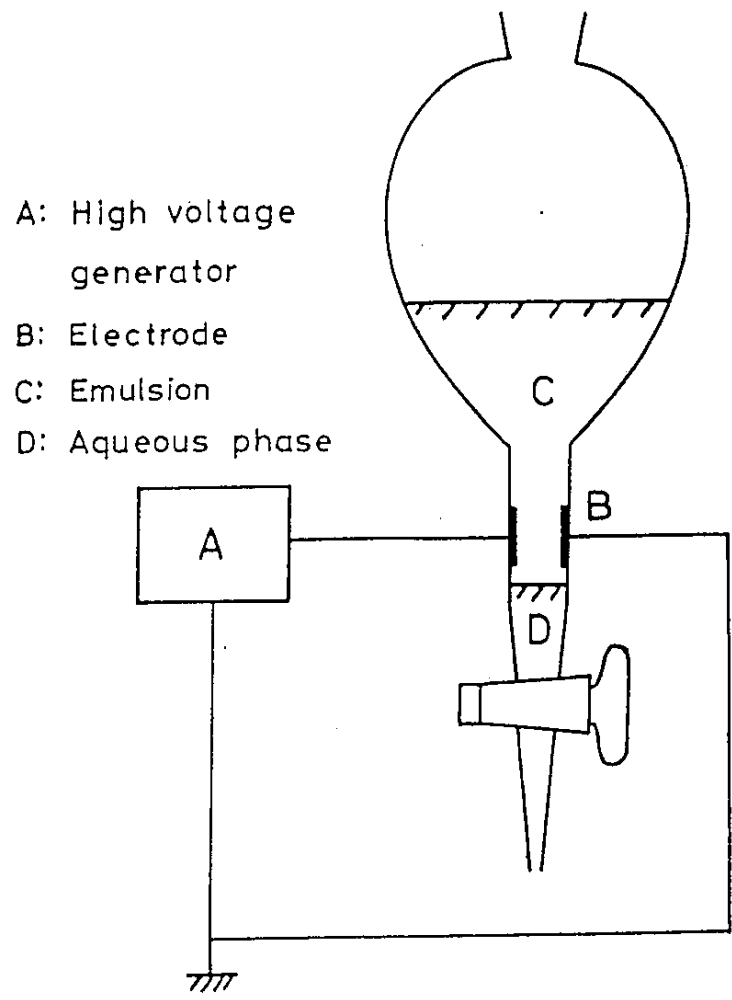 A: High voltage
generator
B: Electrode
C: Emulsion
D: Aqueous phase
C
B
A
D